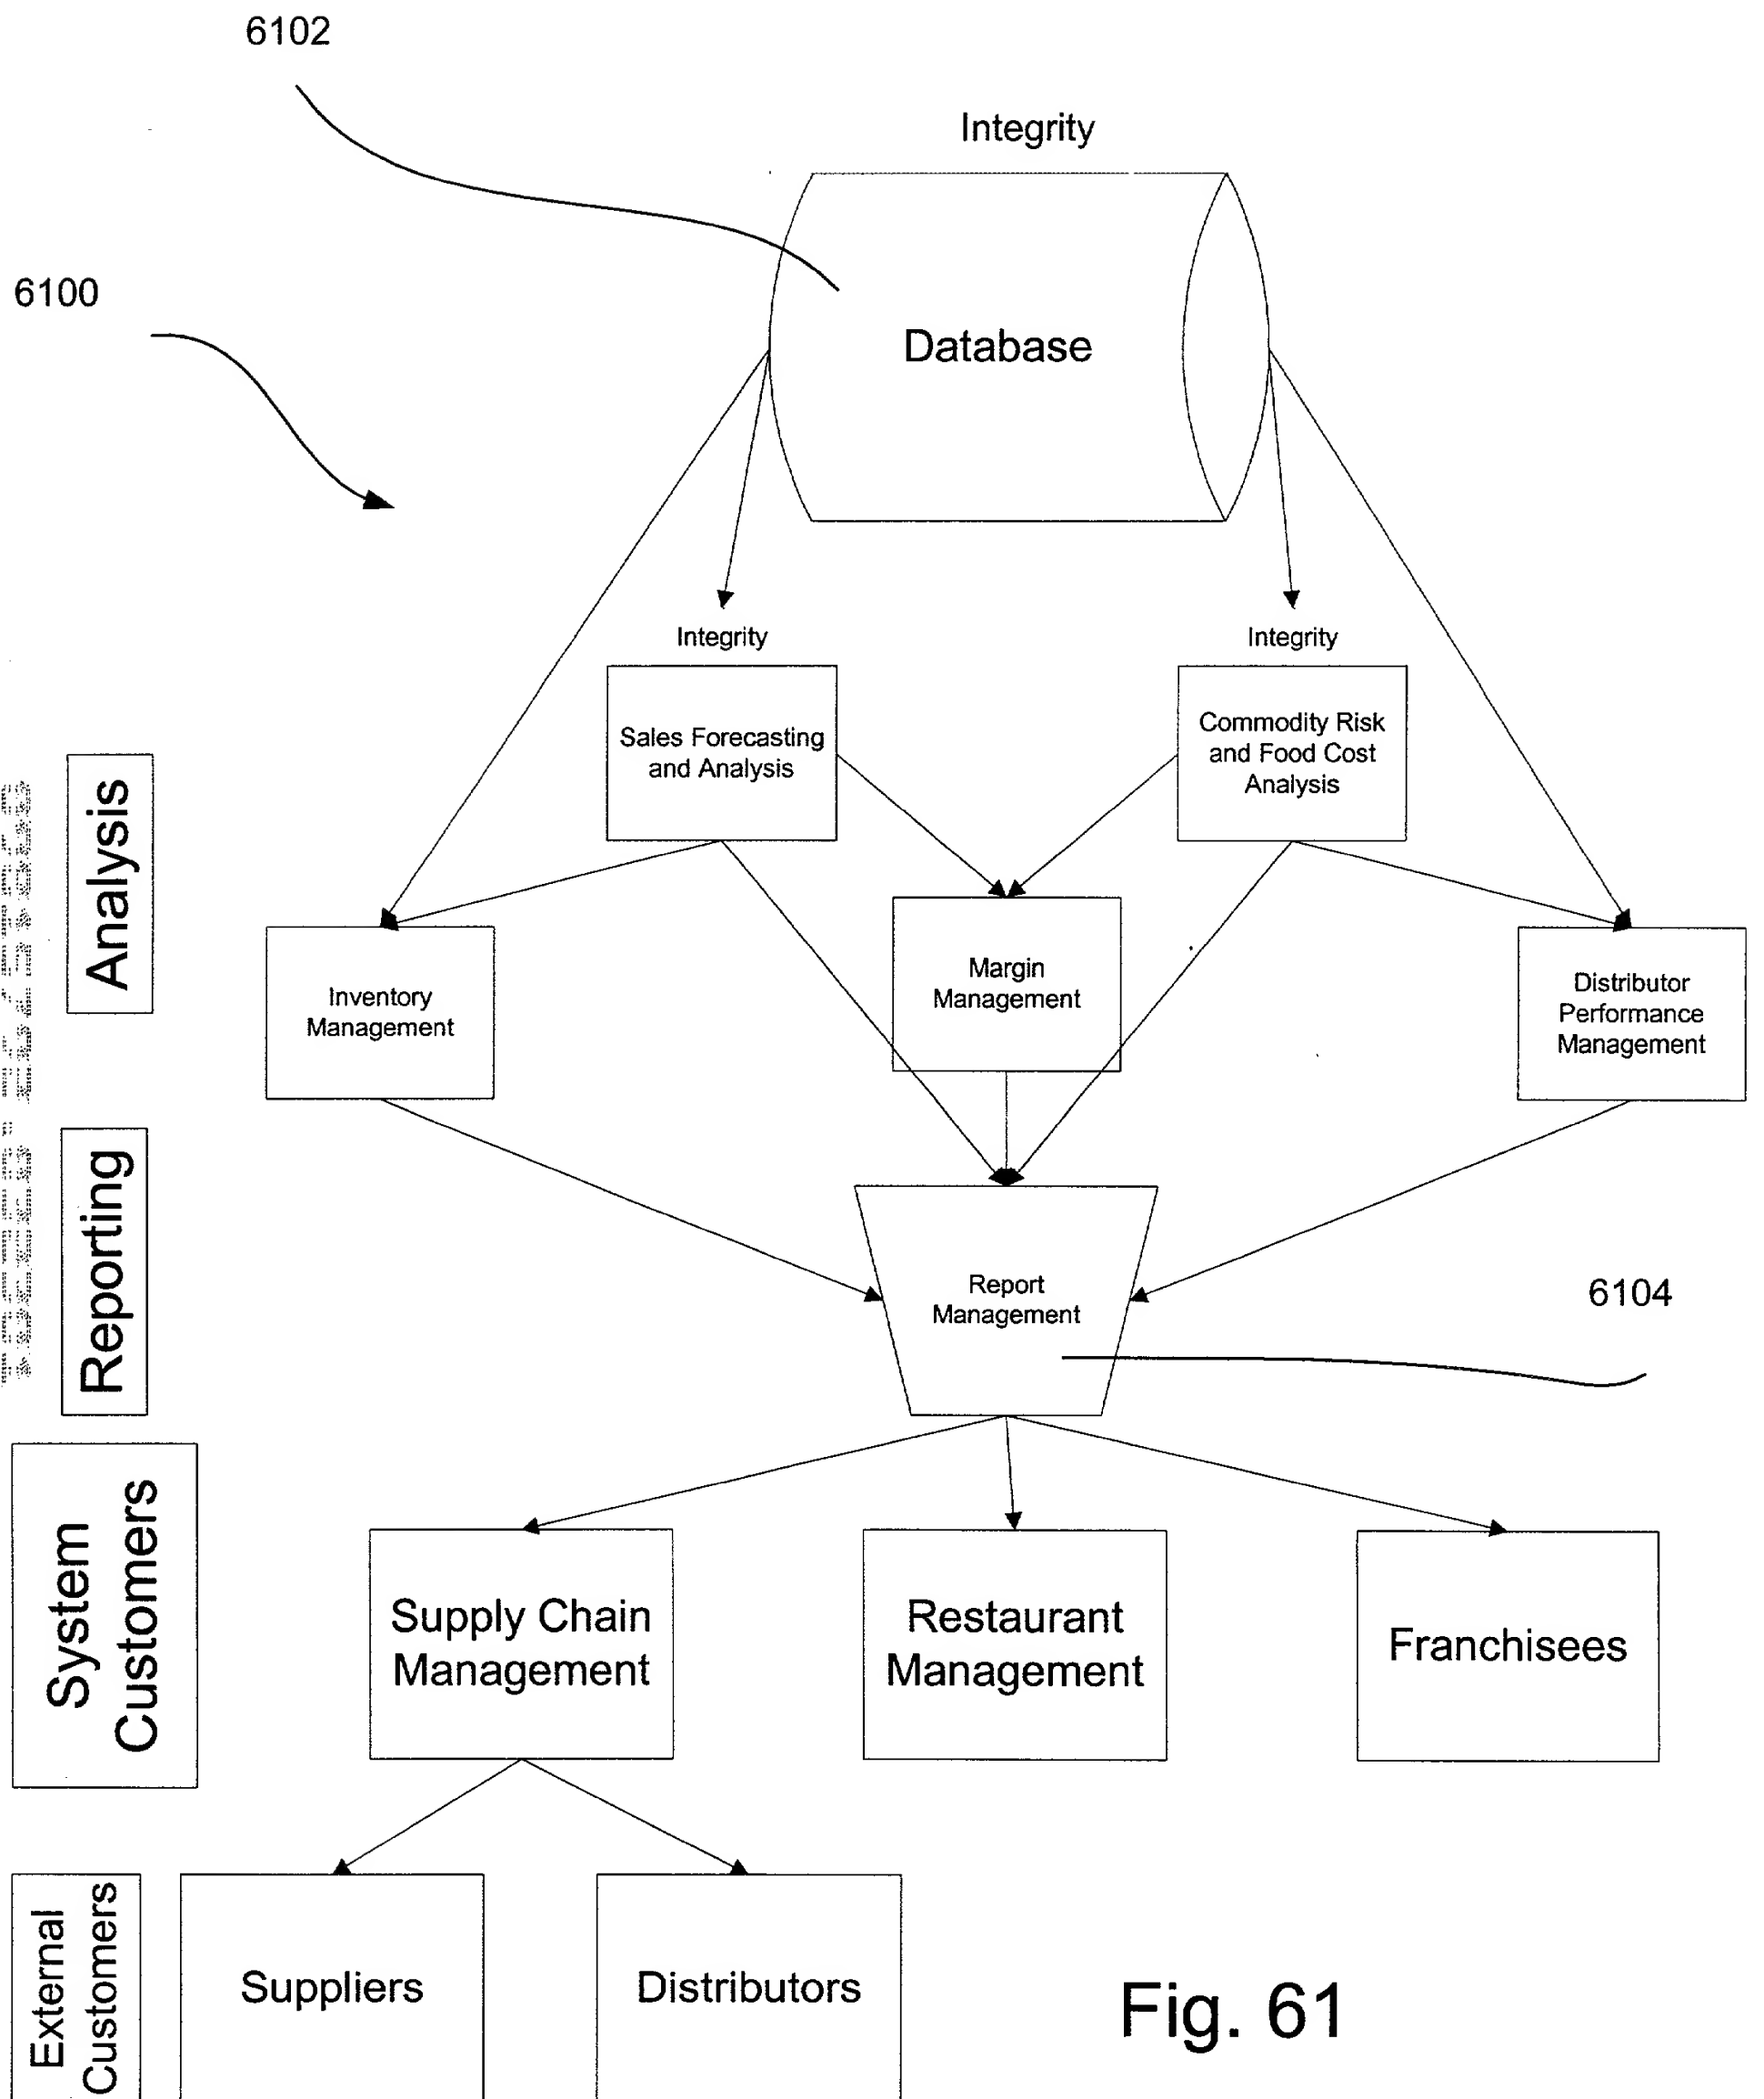 6102
Integrity
6100
Database
Integrity
Integrity
Sales Forecasting
and Analysis
Commodity Risk
and Food Cost
Analysis
Analysis
Inventory
Management
Margin
Management
Distributor
Performance
Management
Reporting
Report
Management
6104
System
Customers
Supply Chain
Management
Restaurant
Management
Franchisees
External
Customers
Suppliers
Distributors
Fig. 61